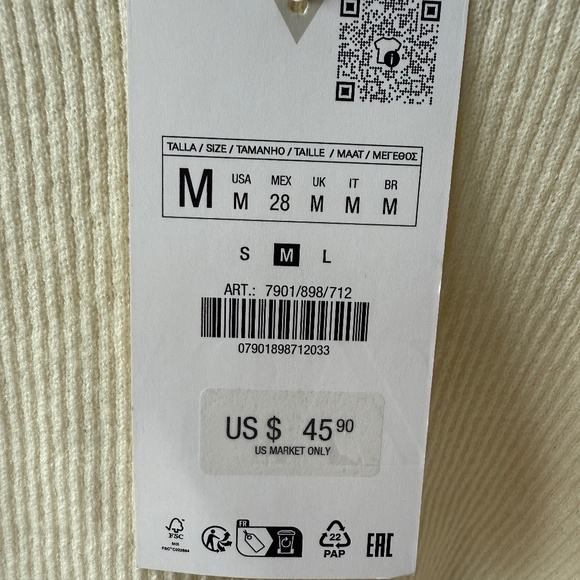 TALLA / SIZE / TAMANHO / TAILLE / MAAT / ΜΕΓΕΘΟΣ
M USA MEX UK IT BR
M 28 M M M
S M L
ART.: 7901/898/712
07901898712033
US $ 45 90
US MARKET ONLY
FSC
MIX
FR
22
PAP
EAC